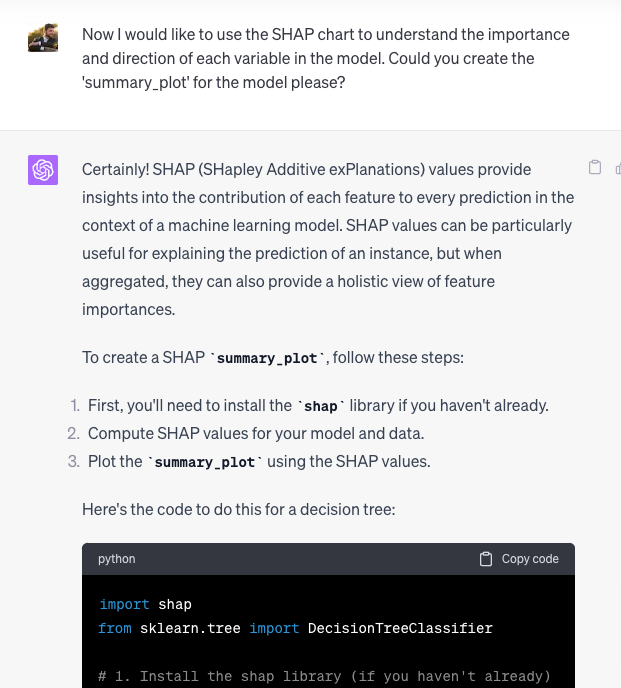 Now I would like to use the SHAP chart to understand the importance
and direction of each variable in the model. Could you create the
'summary_plot' for the model please?
Certainly! SHAP (SHapley Additive exPlanations) values provide
insights into the contribution of each feature to every prediction in the
context of a machine learning model. SHAP values can be particularly
useful for explaining the prediction of an instance, but when
aggregated, they can also provide a holistic view of feature
importances.
To create a SHAP `summary_plot`, follow these steps:
1. First, you'll need to install the `shap` library if you haven't already.
2. Compute SHAP values for your model and data.
3. Plot the `summary_plot` using the SHAP values.
Here's the code to do this for a decision tree:
python Copy code
import shap
from sklearn.tree import DecisionTreeClassifier
# 1. Install the shap library (if you haven't already)